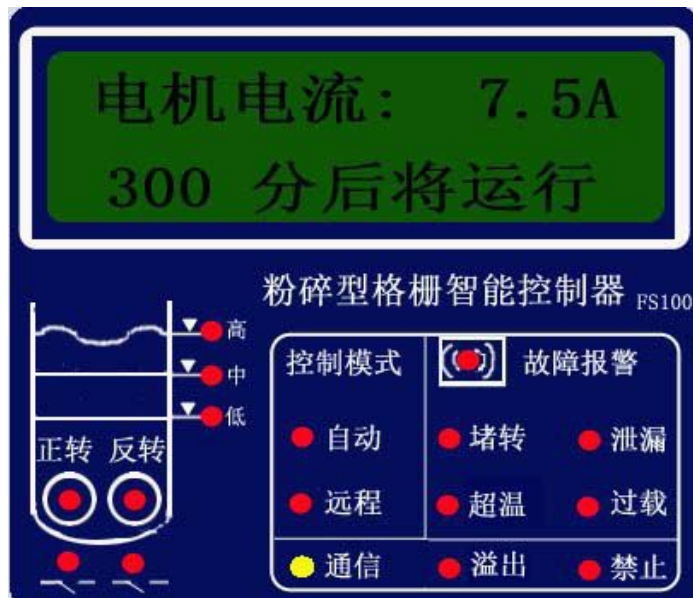 电机电流: 7.5A
300 分后将运行
粉碎型格栅智能控制器 FS100
高
中
低
正转 反转
控制模式 故障报警
自动 堵转 泄漏
远程 超温 过载
通信 溢出 禁止